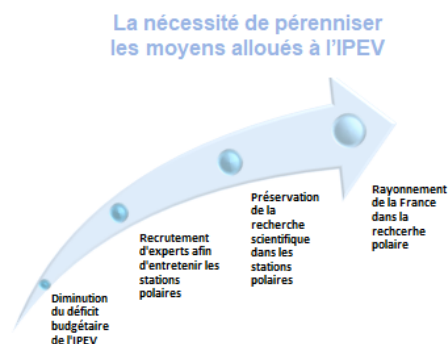 La nécessité de pérenniser
les moyens alloués à l'IPEV
Diminution
du déficit
budgétaire
de l'IPEV
Recrutement
d'experts afin
d'entretenir les
stations
polaires
Préservation
de la
recherche
scientifique
dans les
stations
polaires
Rayonnement
de la France
dans la
rechcerhe
polaire